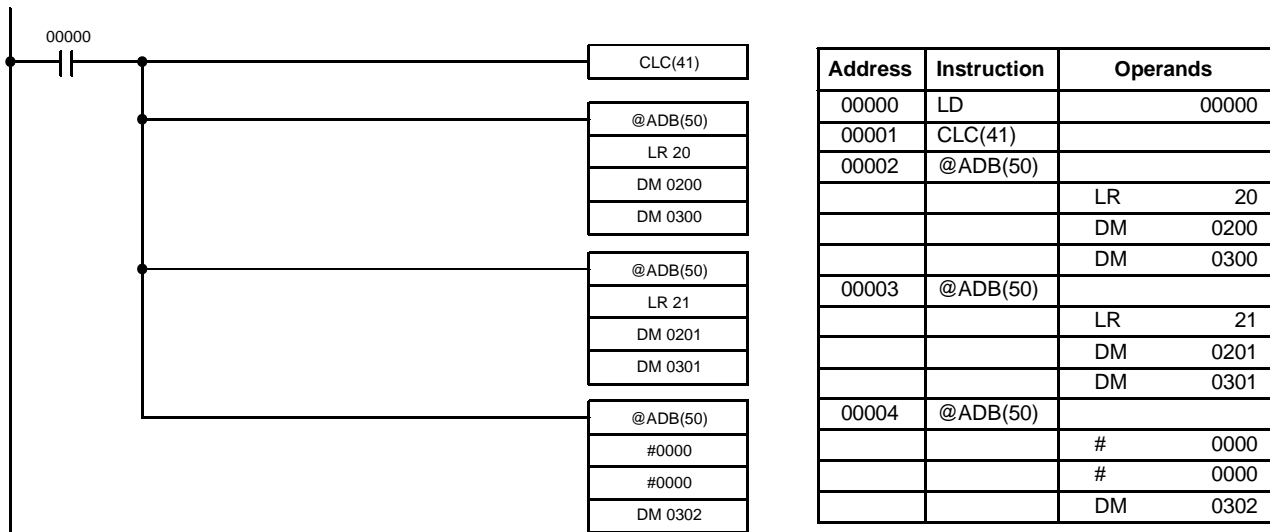 00000
CLC(41)
@ADB(50)
LR 20
DM 0200
DM 0300
@ADB(50)
LR 21
DM 0201
DM 0301
@ADB(50)
#0000
#0000
DM 0302
Address Instruction Operands
00000 LD 00000
00001 CLC(41)
00002 @ADB(50)
LR 20
DM 0200
DM 0300
00003 @ADB(50)
LR 21
DM 0201
DM 0301
00004 @ADB(50)
# 0000
# 0000
DM 0302